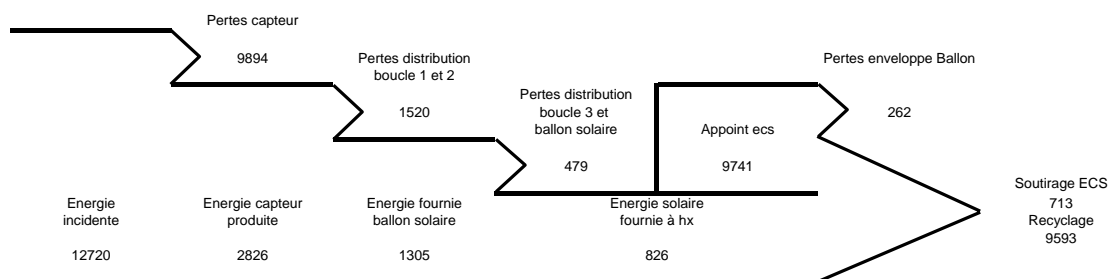 Pertes capteur
9894
Pertes distribution
boucle 1 et 2
1520
Pertes distribution
boucle 3 et
ballon solaire
479
Appoint ecs
9741
Pertes enveloppe Ballon
262
Energie
incidente
12720
Energie capteur
produite
2826
Energie fournie
ballon solaire
1305
Energie solaire
fournie à hx
826
Soutirage ECS
713
Recyclage
9593